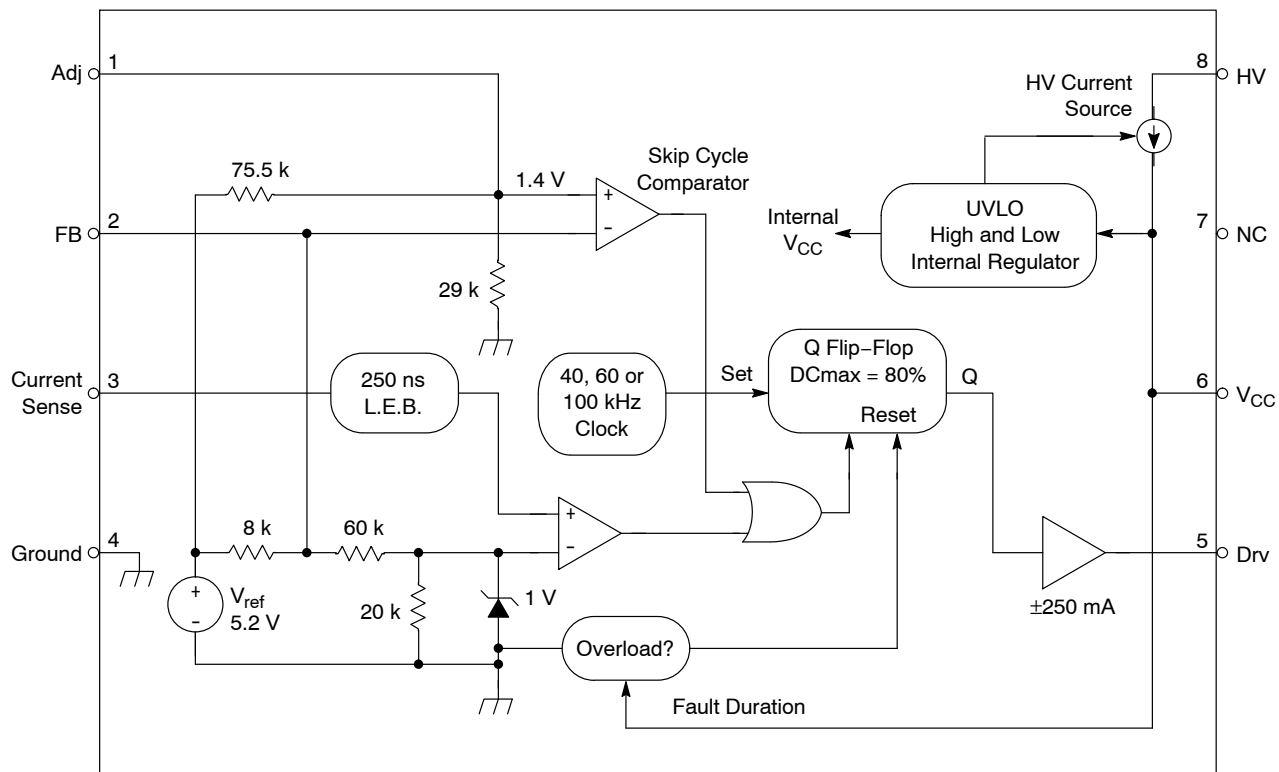 Adj
1
8
HV
HV Current
Source
75.5 k
1.4 V
+
-
Skip Cycle
Comparator
FB
2
Internal
VCC
UVLO
High and Low
Internal Regulator
7
NC
29 k
Current
Sense
3
250 ns
L.E.B.
40, 60 or
100 kHz
Clock
Set
Q Flip-Flop
DCmax = 80%
Reset
Q
6
VCC
Ground
4
8 k
60 k
+
-
5
Drv
+
-
Vref
5.2 V
20 k
1 V
±250 mA
Overload?
Fault Duration